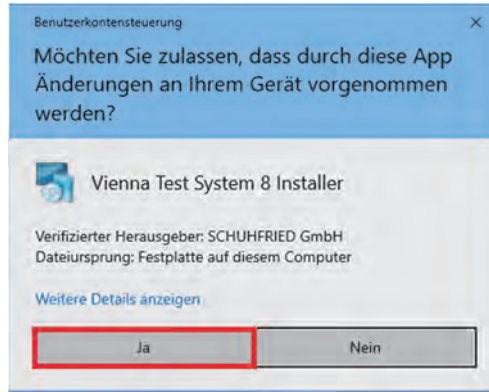 Benutzerkontensteuerung
Möchten Sie zulassen, dass durch diese App
Änderungen an Ihrem Gerät vorgenommen
werden?
Vienna Test System 8 Installer
Verifizierter Herausgeber: SCHUHFRIED GmbH
Dateiursprung: Festplatte auf diesem Computer
Weitere Details anzeigen
Ja
Nein